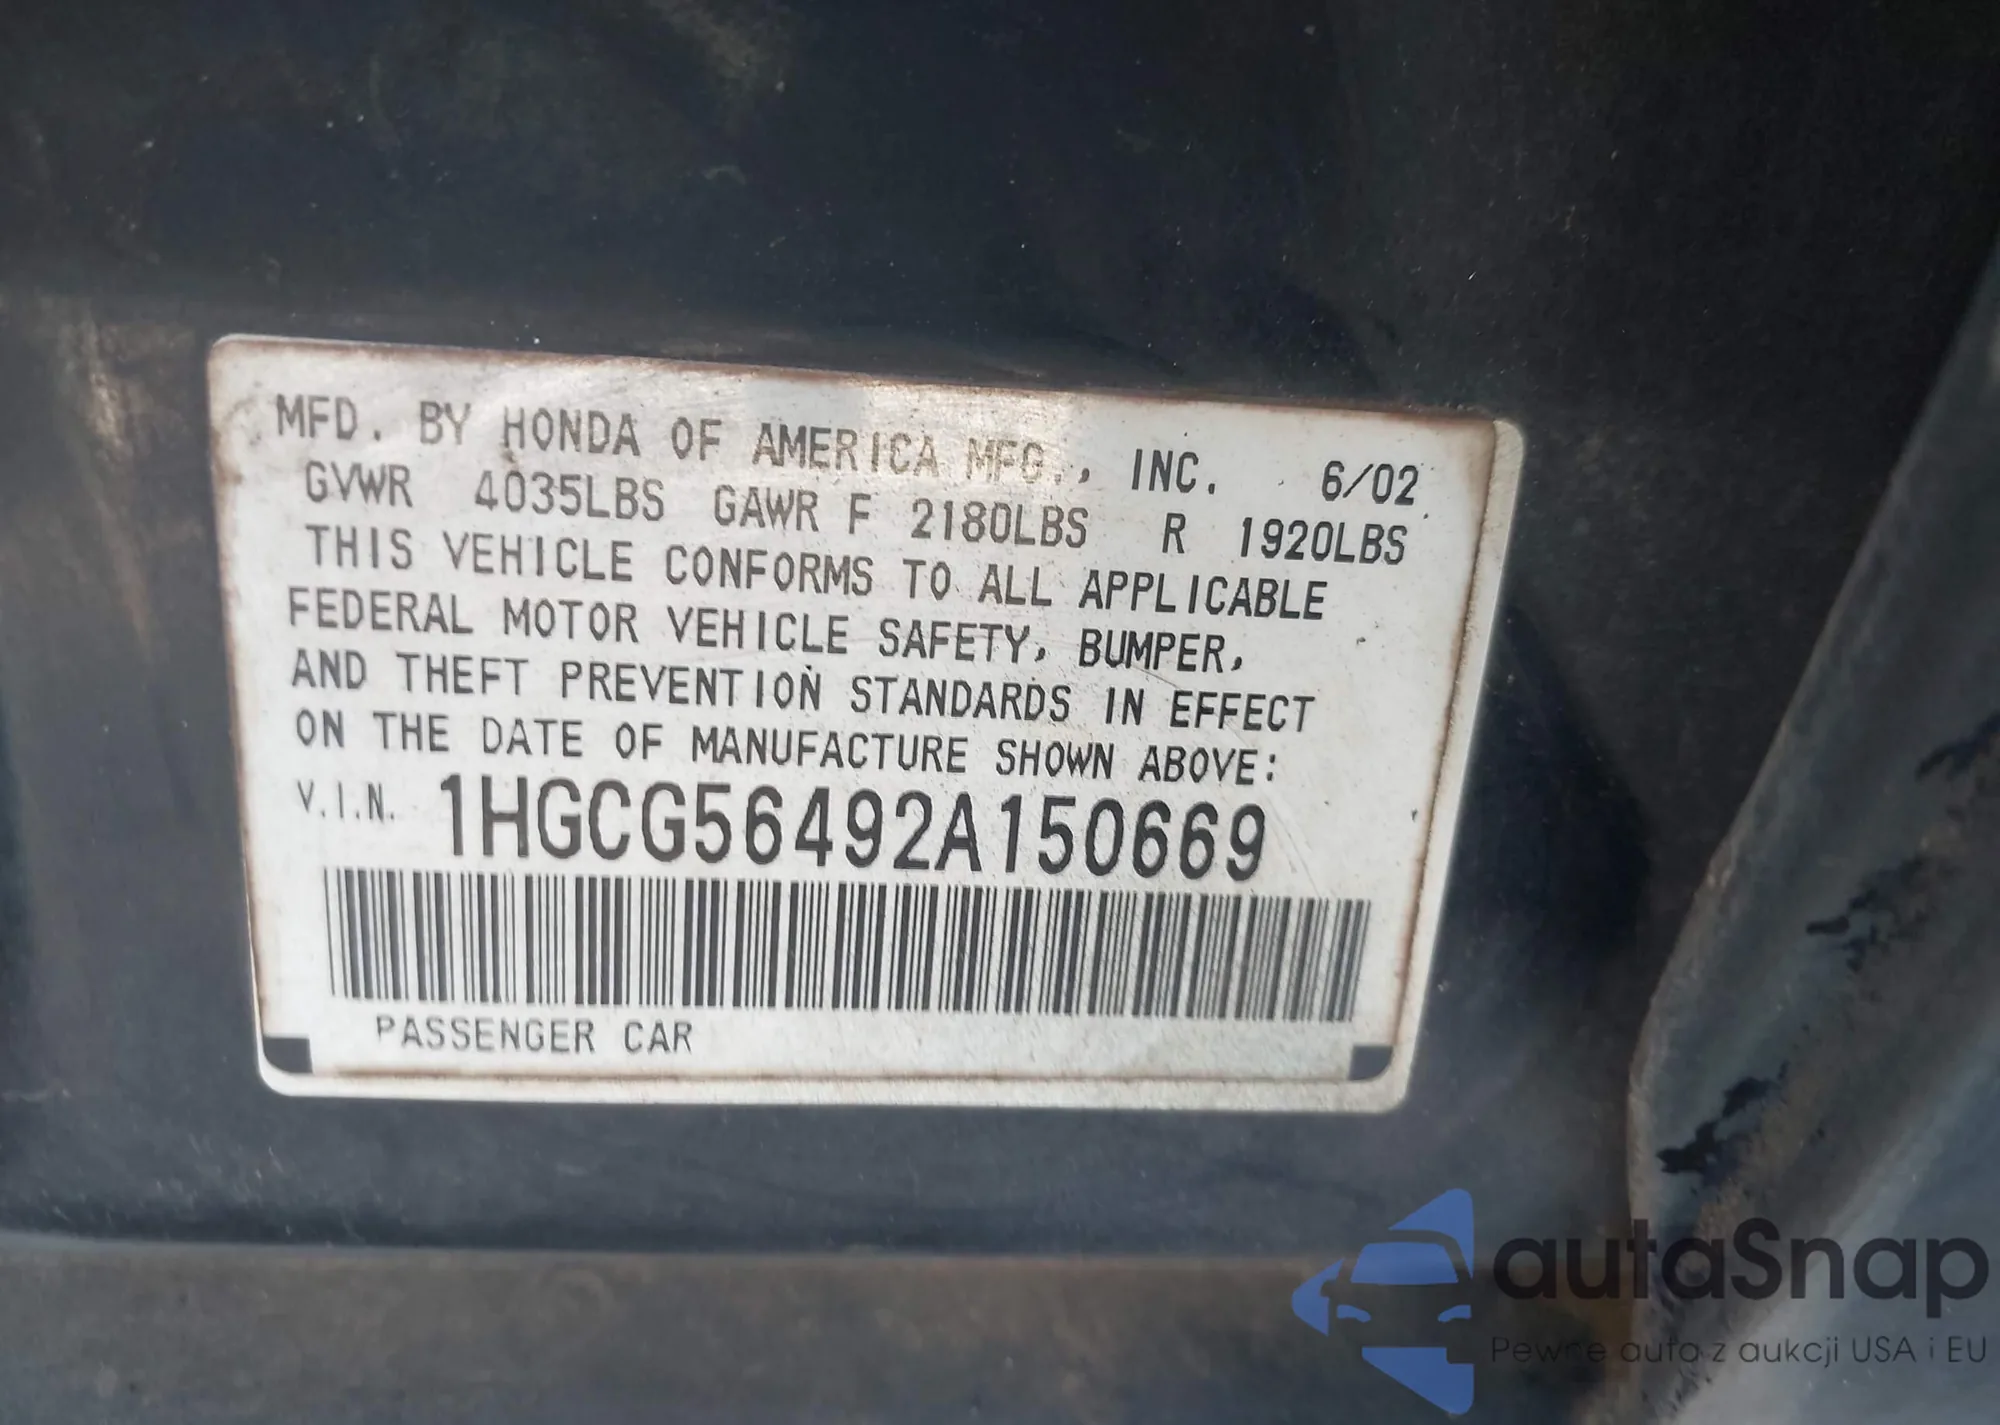 MFD. BY HONDA OF AMERICA MFG., INC. 6/02
GVWR 4035LBS GAWR F 2180LBS R 1920LBS
THIS VEHICLE CONFORMS TO ALL APPLICABLE
FEDERAL MOTOR VEHICLE SAFETY, BUMPER,
AND THEFT PREVENTION STANDARDS IN EFFECT
ON THE DATE OF MANUFACTURE SHOWN ABOVE:
V.I.N. 1HGCG56492A150669
PASSENGER CAR
autaSnap
Pewne auta z aukcji USA i EU